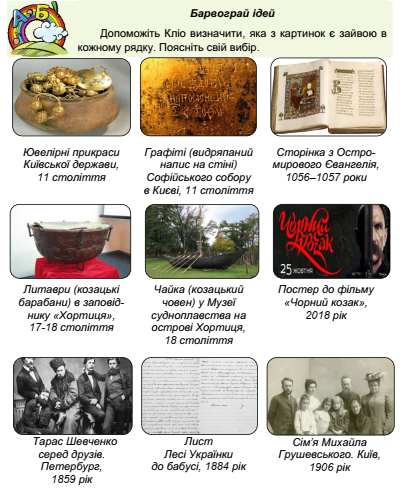 Барвограй ідей
Допоможіть Кліо визначити, яка з картинок є зайвою в
кожному рядку. Поясніть свій вибір.
Ювелірні прикраси
Київської держави,
11 століття
Графіті (видряпаний
напис на стіні)
Софійського собору
в Києві, 11 століття
Сторінка з Остро-
мирового Євангелія,
1056–1057 роки
Чорний
Козак
25 ЖОВТНЯ
Литаври (козацькі
барабани) в заповід-
нику «Хортиця»,
17-18 століття
Чайка (козацький
човен) у Музеї
судноплавства на
острові Хортиця,
18 століття
Постер до фільму
«Чорний козак»,
2018 рік
Тарас Шевченко
серед друзів.
Петербург,
1859 рік
Лист
Лесі Українки
до бабусі, 1884 рік
Сім’я Михайла
Грушевського. Київ,
1906 рік